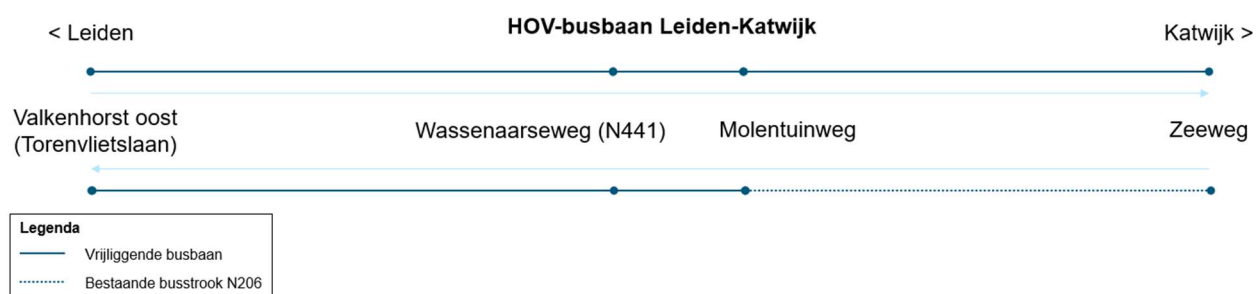 HOV-busbaan Leiden-Katwijk
< Leiden
Katwijk >
Valkenhorst oost
(Torenvlietslaan)
Wassenaarseweg (N441)
Molentuinweg
Zeeweg
Legenda
Vrijliggende busbaan
Bestaande busstrook N206